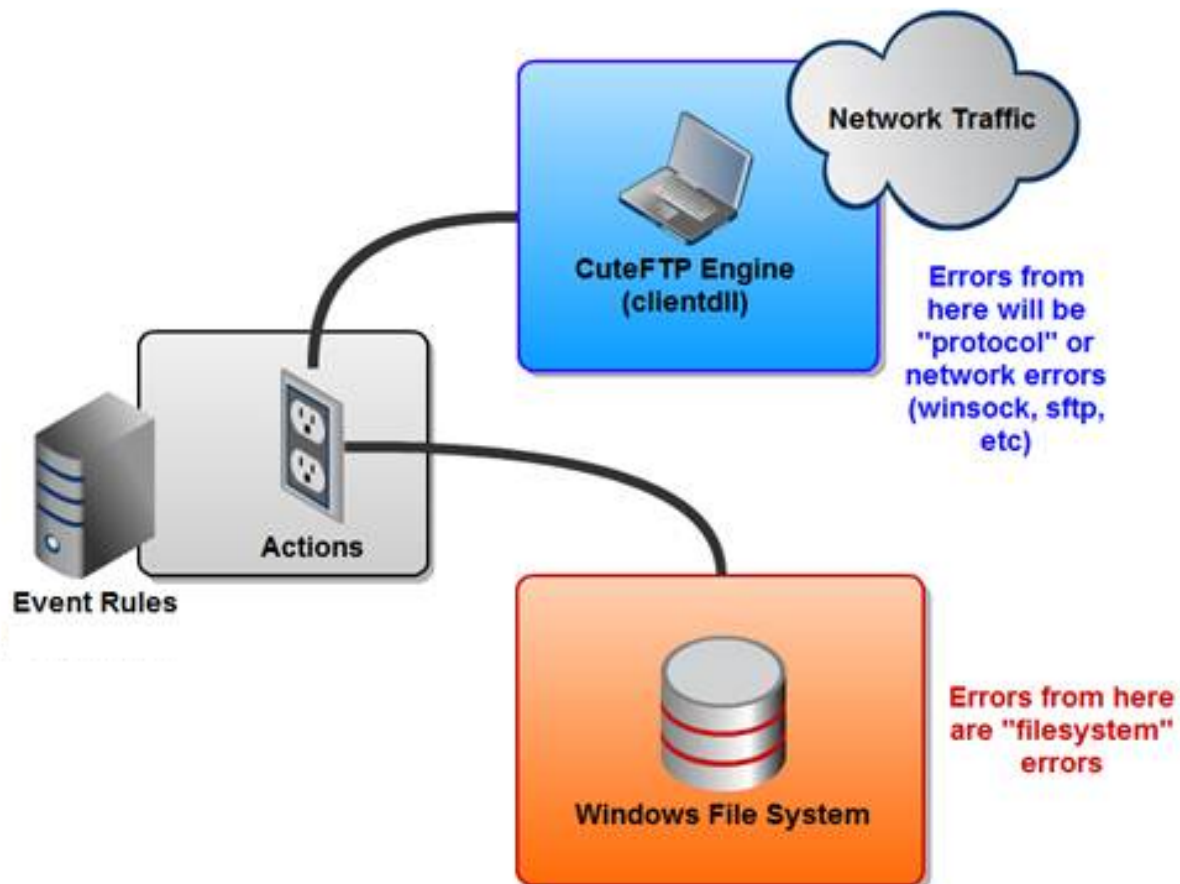 Network Traffic
CuteFTP Engine
(clientdll)
Errors from
here will be
"protocol" or
network errors
(winsock, sftp,
etc)
Actions
Event Rules
Windows File System
Errors from here
are "filesystem"
errors